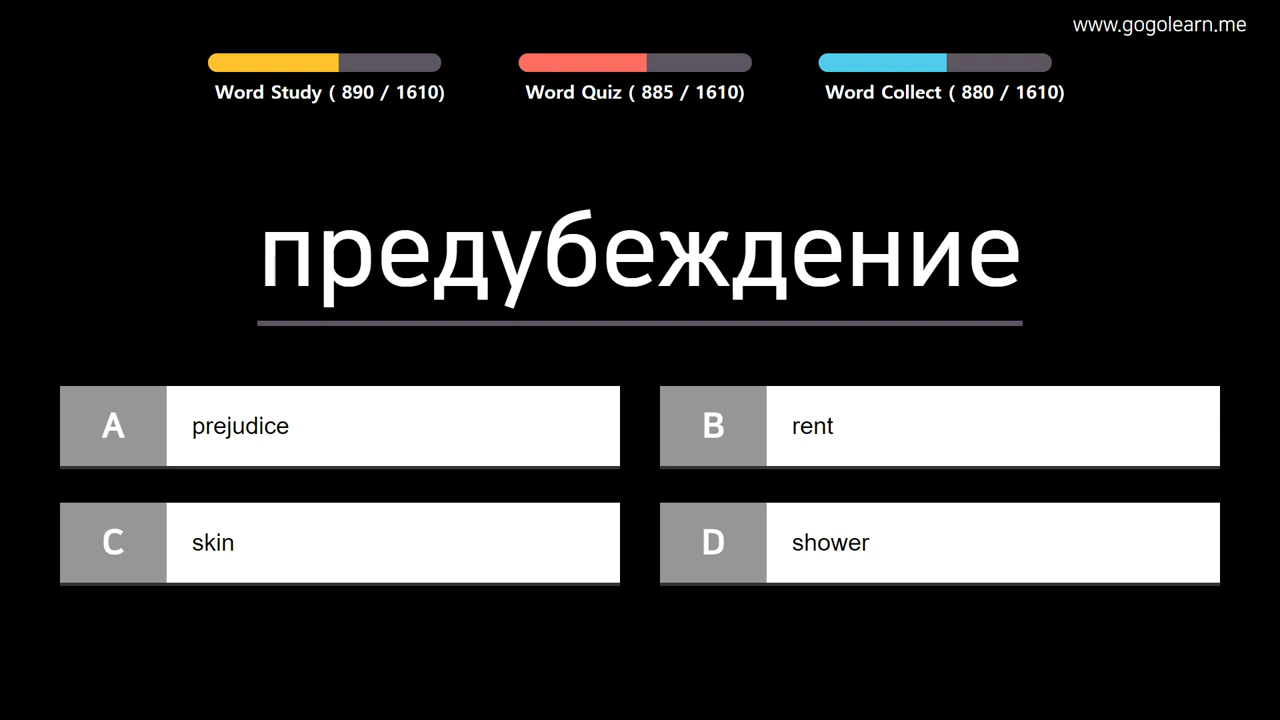 www.gogolearn.me
Word Study ( 890 / 1610)
Word Quiz ( 885 / 1610)
Word Collect ( 880 / 1610)
предубеждение
A prejudice
B rent
C skin
D shower